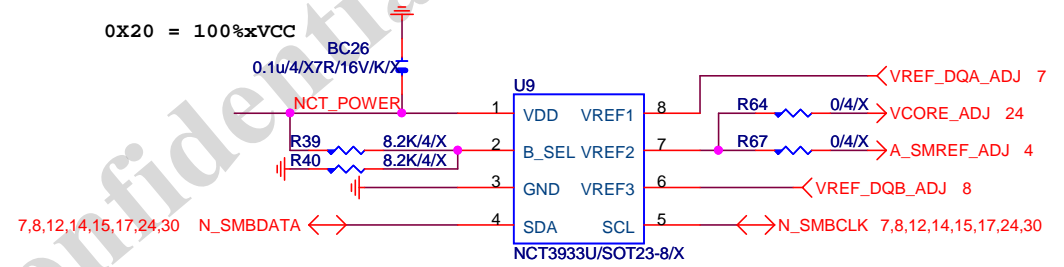 0X20 = 100%xVCC
BC26
0.1u/4/X7R/16V/K/X
NCT_POWER
U9
1 VDD VREF1 8
VREF_DQA_ADJ 7
R64 0/4/X VCORE_ADJ 24
R39 8.2K/4/X 2 B_SEL VREF2 7
R67 0/4/X A_SMREF_ADJ 4
R40 8.2K/4/X
3 GND VREF3 6
VREF_DQB_ADJ 8
7,8,12,14,15,17,24,30 N_SMBDATA 4 SDA SCL 5 N_SMBCLK 7,8,12,14,15,17,24,30
NCT3933U/SOT23-8/X
onfidentia